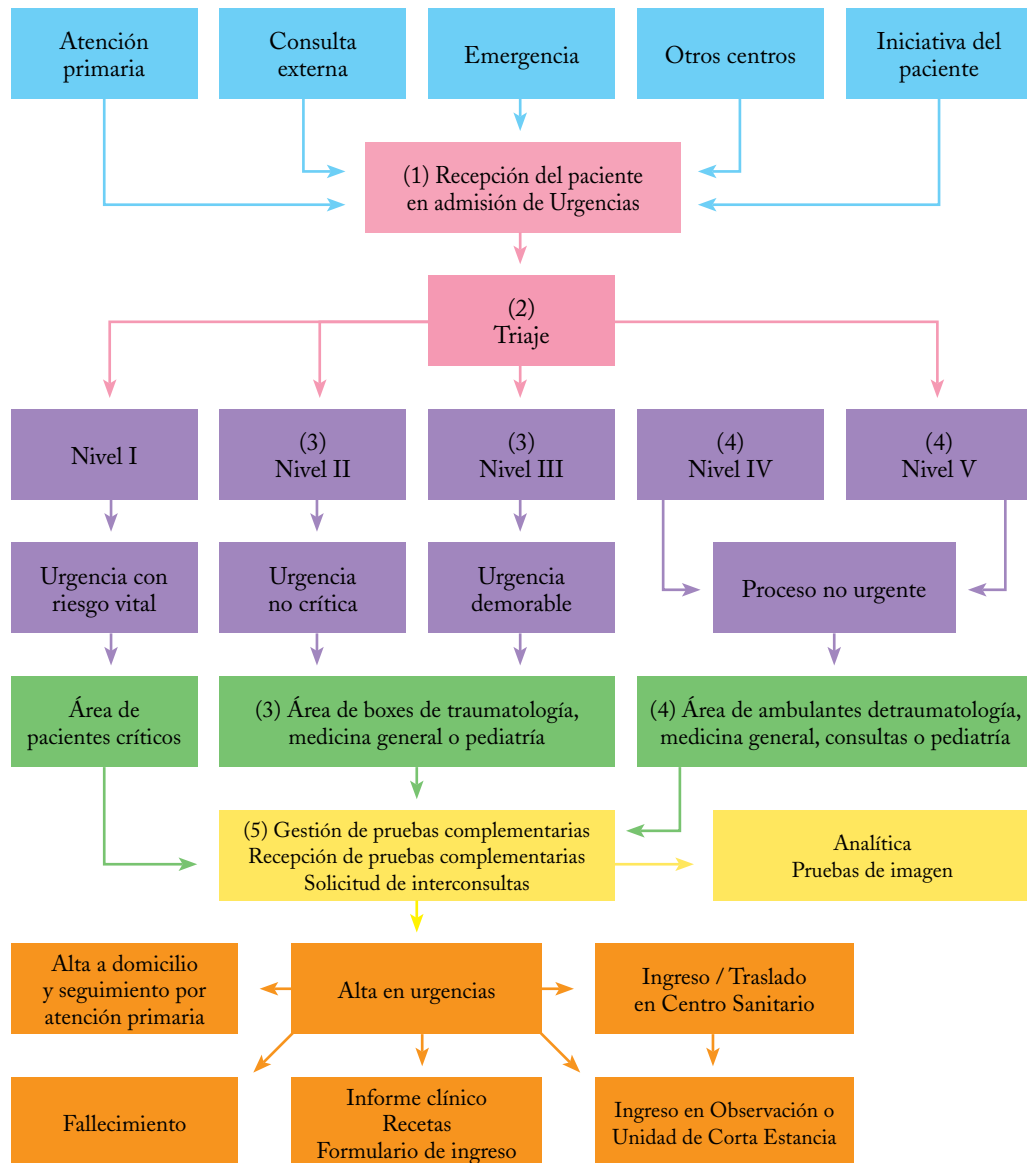 Atención
primaria
Consulta
externa
Emergencia
Otros centros
Iniciativa del
paciente
(1) Recepción del paciente
en admisión de Urgencias
(2)
Triaje
Nivel I
(3)
Nivel II
(3)
Nivel III
(4)
Nivel IV
(4)
Nivel V
Urgencia con
riesgo vital
Urgencia
no crítica
Urgencia
demorable
Proceso no urgente
Área de
pacientes críticos
(3) Área de boxes de traumatología,
medicina general o pediatría
(4) Área de ambulantes detraumatología,
medicina general, consultas o pediatría
(5) Gestión de pruebas complementarias
Recepción de pruebas complementarias
Solicitud de interconsultas
Analítica
Pruebas de imagen
Alta a domicilio
y seguimiento por
atención primaria
Alta en urgencias
Ingreso / Traslado
en Centro Sanitario
Fallecimiento
Informe clínico
Recetas
Formulario de ingreso
Ingreso en Observación o
Unidad de Corta Estancia